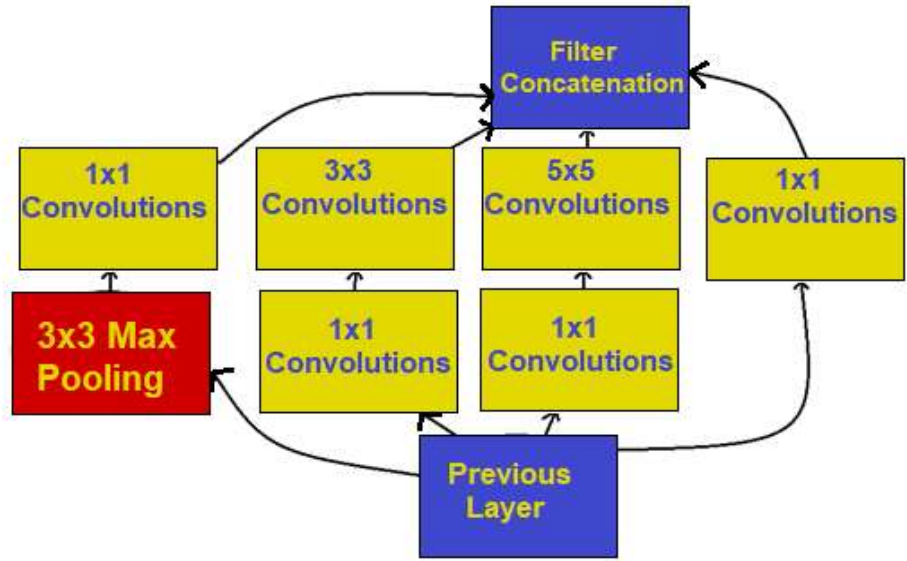 Filter
Concatenation
1x1
Convolutions
3x3
Convolutions
5x5
Convolutions
1x1
Convolutions
3x3 Max
Pooling
1x1
Convolutions
1x1
Convolutions
Previous
Layer